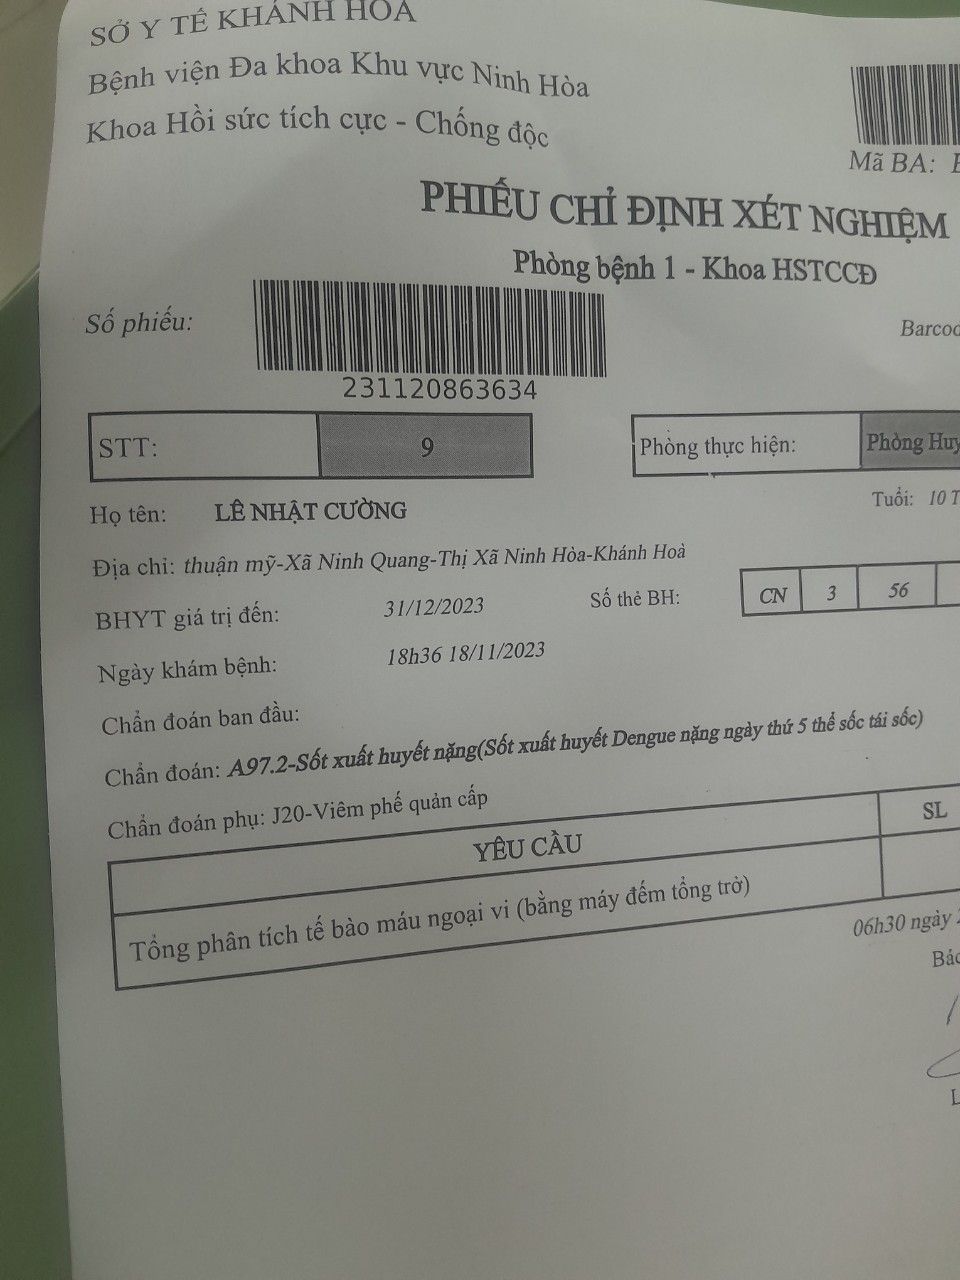 SỞ Y TẾ KHÁNH HÒA
Bệnh viện Đa khoa Khu vực Ninh Hòa
Khoa Hồi sức tích cực - Chống độc
Mã BA:
PHIẾU CHỈ ĐỊNH XÉT NGHIỆM
Phòng bệnh 1 - Khoa HSTCCĐ
Số phiếu:
231120863634
STT: 9
Phòng thực hiện: Phòng
Họ tên: LÊ NHẬT CƯỜNG
Tuổi: 10
Địa chỉ: thuận mỹ-Xã Ninh Quang-Thị Xã Ninh Hòa-Khánh Hoà
BHYT giá trị đến: 31/12/2023 Số thẻ BH: CN 3 56
Ngày khám bệnh: 18h36 18/11/2023
Chẩn đoán ban đầu:
Chẩn đoán: A97.2-Sốt xuất huyết nặng(Sốt xuất huyết Dengue nặng ngày thứ 5 thể sốc tái sốc)
Chẩn đoán phụ: J20-Viêm phế quản cấp
YÊU CẦU SL
Tổng phân tích tế bào máu ngoại vi (bằng máy đếm tổng trở)
06h30 ngày